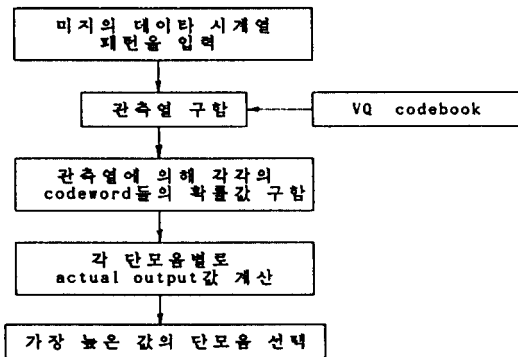 미지의 데이타 시계열
패턴을 입력
관측열 구함
VQ codebook
관측열에 의해 각각의
codeword들의 확률값 구함
각 단모음별로
actual output값 계산
가장 높은 값의 단모음 선택